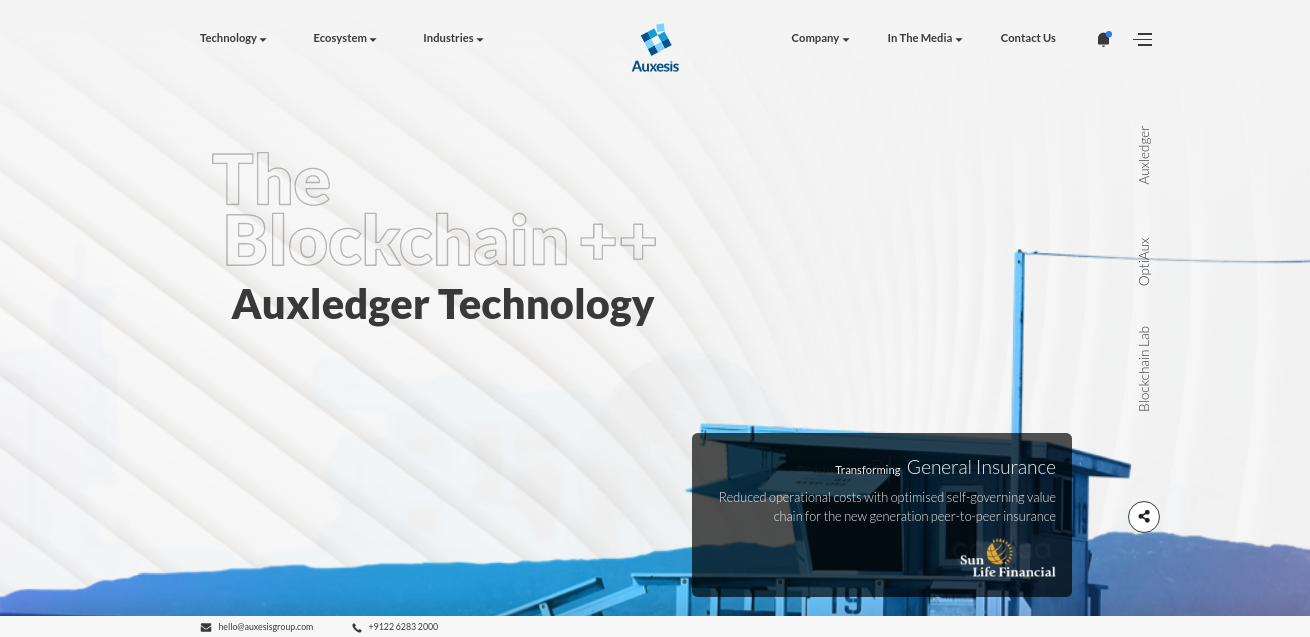 Technology
Ecosystem
Industries
Auxesis
Company
In The Media
Contact Us
The
Blockchain ++
Auxledger Technology
Auxledger
OptiAux
Blockchain Lab
Transforming General Insurance
Reduced operational costs with optimised self-governing value
chain for the new generation peer-to-peer insurance
Sun
Life Financial
19
hello@auxesisgroup.com
+9122 6283 2000